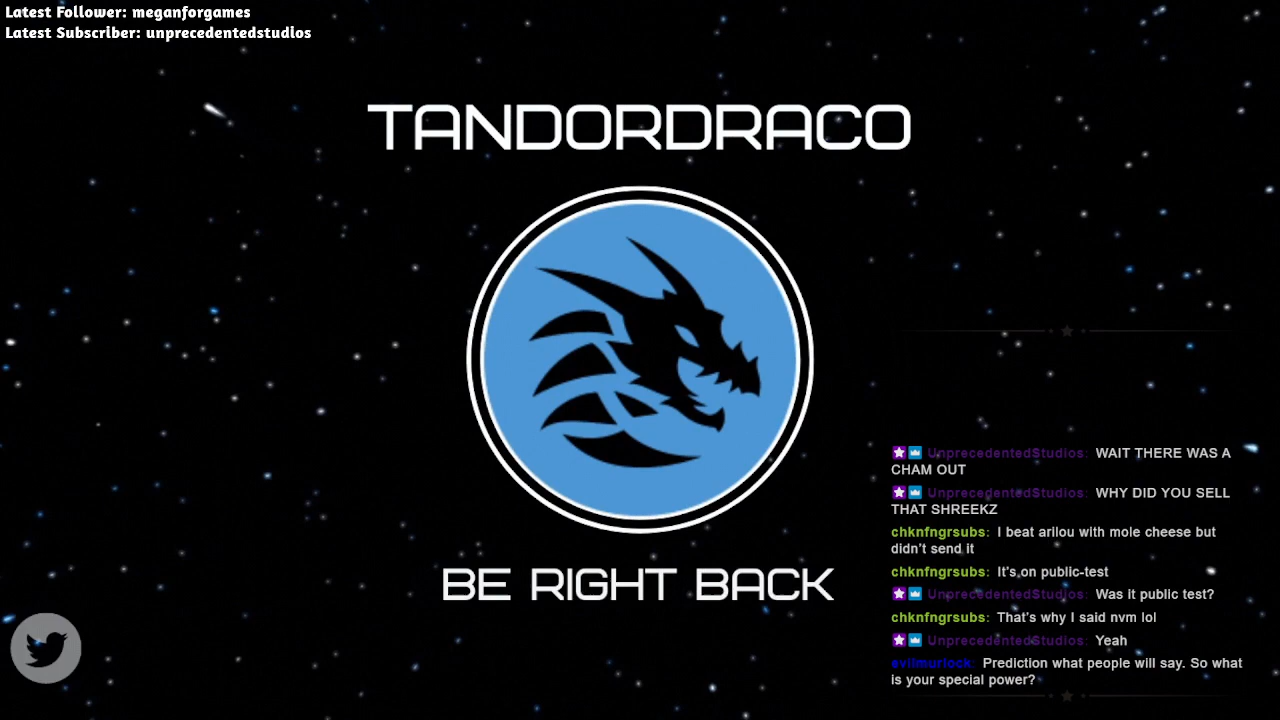 Latest Follower: meganforgames
Latest Subscriber: unprecedentedstudios
TANDORDRACO
BE RIGHT BACK
UnprecedentedStudios: WAIT THERE WAS A
CHAM OUT
UnprecedentedStudios: WHY DID YOU SELL
THAT SHREEKZ
chknfngrsubs: I beat arilou with mole cheese but
didn't send it
chknfngrsubs: It's on public-test
UnprecedentedStudios: Was it public test?
chknfngrsubs: That's why I said nvm lol
UnprecedentedStudios: Yeah
evilmurlock: Prediction what people will say. So what
is your special power?